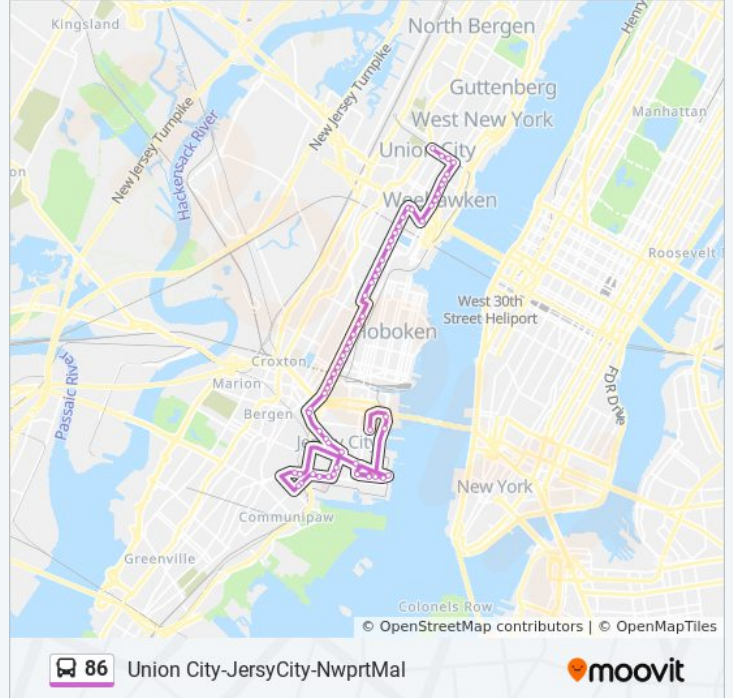 Kingsland
North Bergen
Henry
New Jersey Turnpike
Guttenberg
Manhattan
West New York
New Jersey Turnpike
Hackensack River
Union City
on
Weehawken
Roosevelt I
West 30th
Street Heliport
Hoboken
Croxton
Marion
FDR Drive
Passaic River
Bergen
Jersey City
New York
Communipaw
Greenville
Colonels Row
© OpenStreetMap contributors | © OpenMapTiles
86 Union City-JersyCity-NwprtMal
moovit